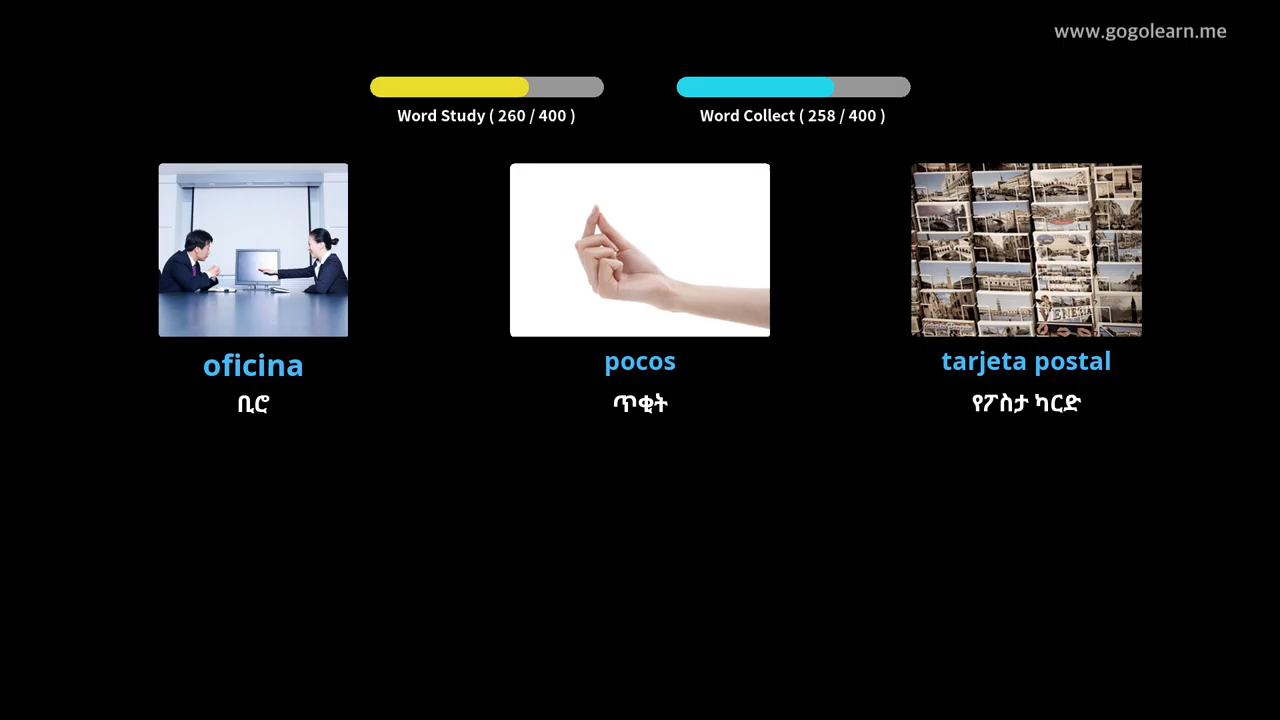 www.gogolearn.me
Word Study ( 260 / 400 )
Word Collect ( 258 / 400 )
VENEZIA
oficina
pocos
tarjeta postal
ቢሮ
ጥቂት
የፖስታ ካርድ